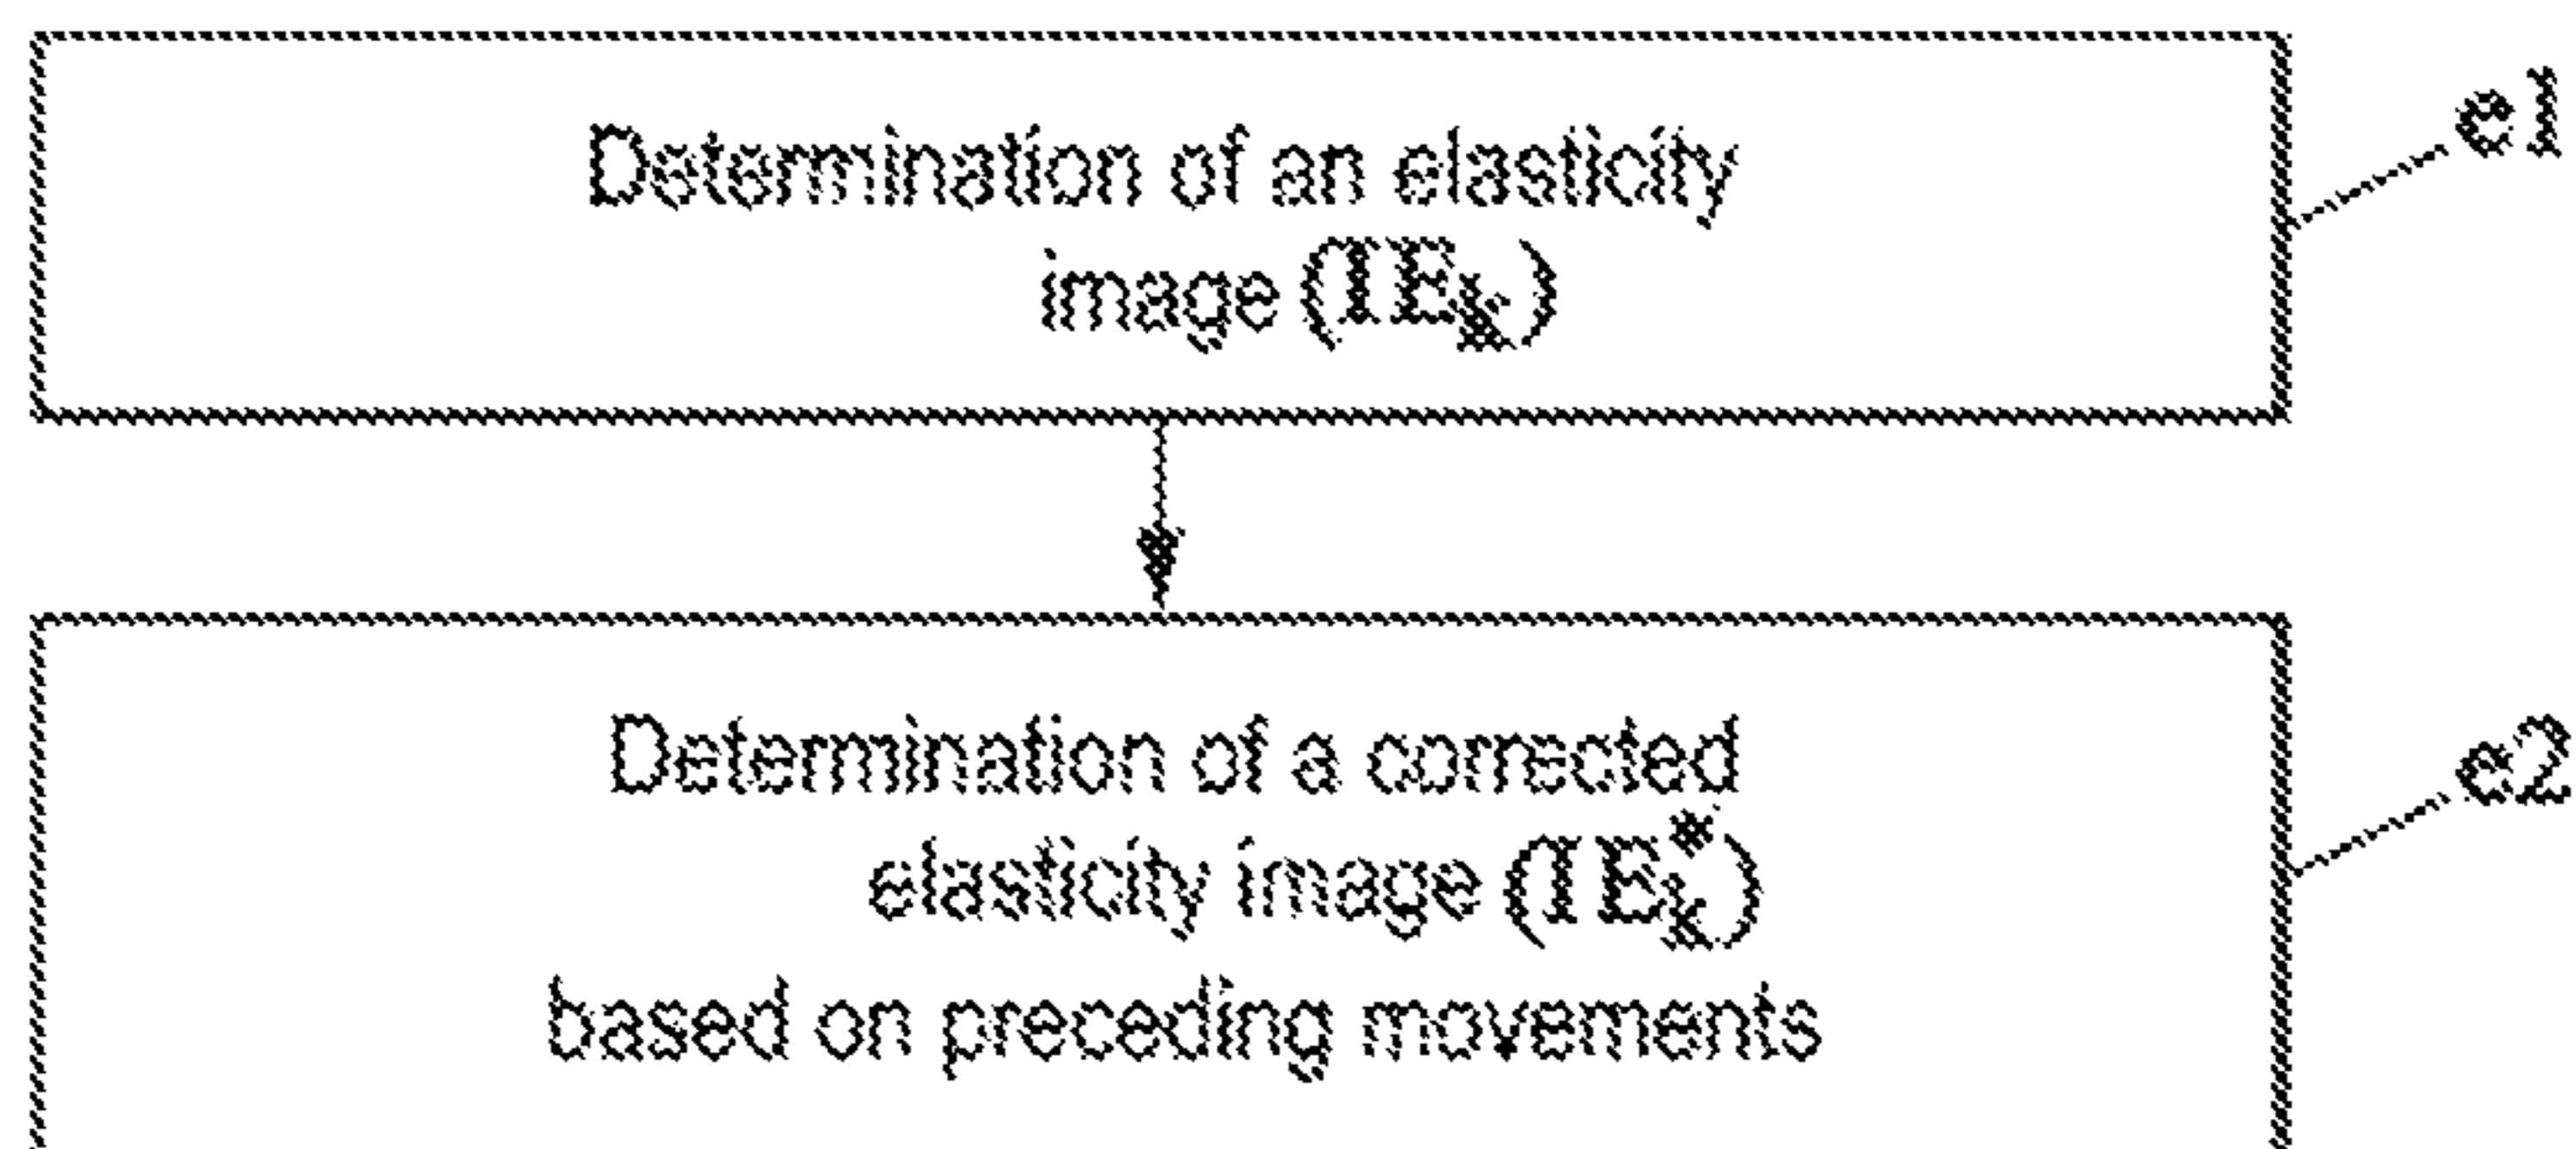 Determination of an elasticity
image (IEₖ)
e1
Determination of a corrected
elasticity image (IEₖ*)
based on preceding movements
e2